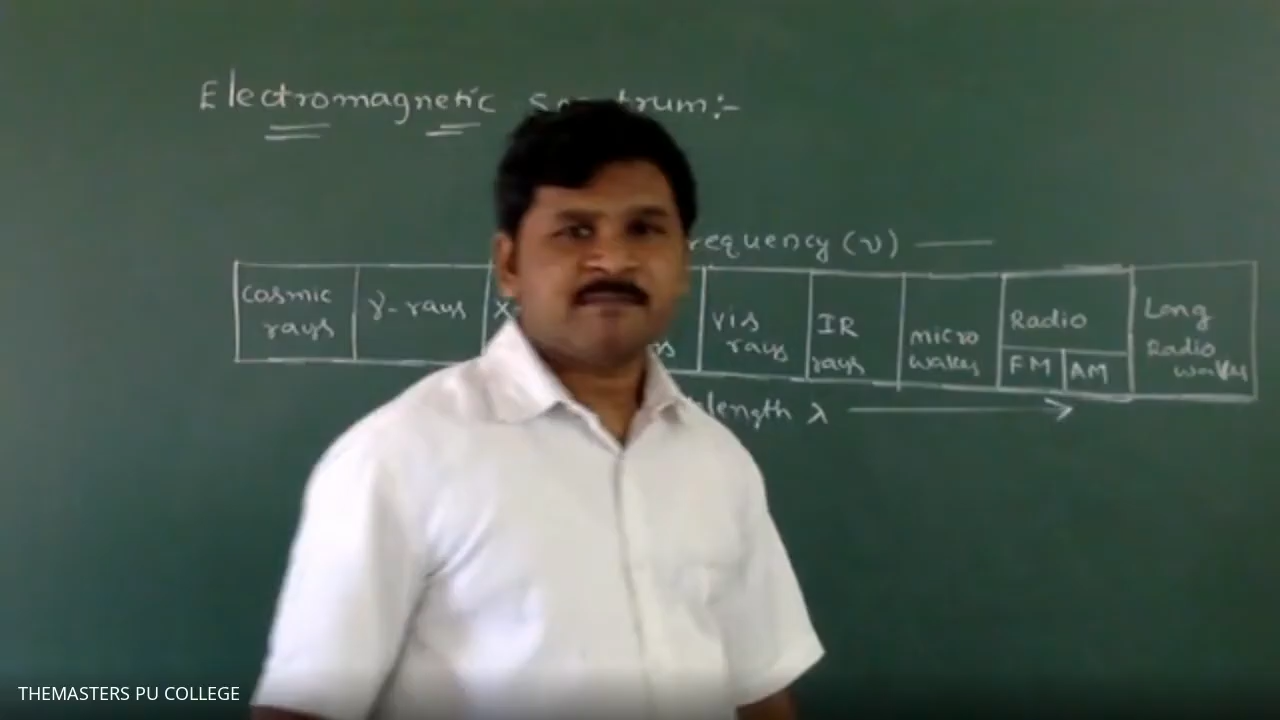 Electromagnetic S trum:-
requency (ν)
Cosmic
rays
γ-rays
X
Vis
rays
IR
rays
micro
waves
Radio
FM AM
Long
Radio
waves
length λ
THEMASTERS PU COLLEGE